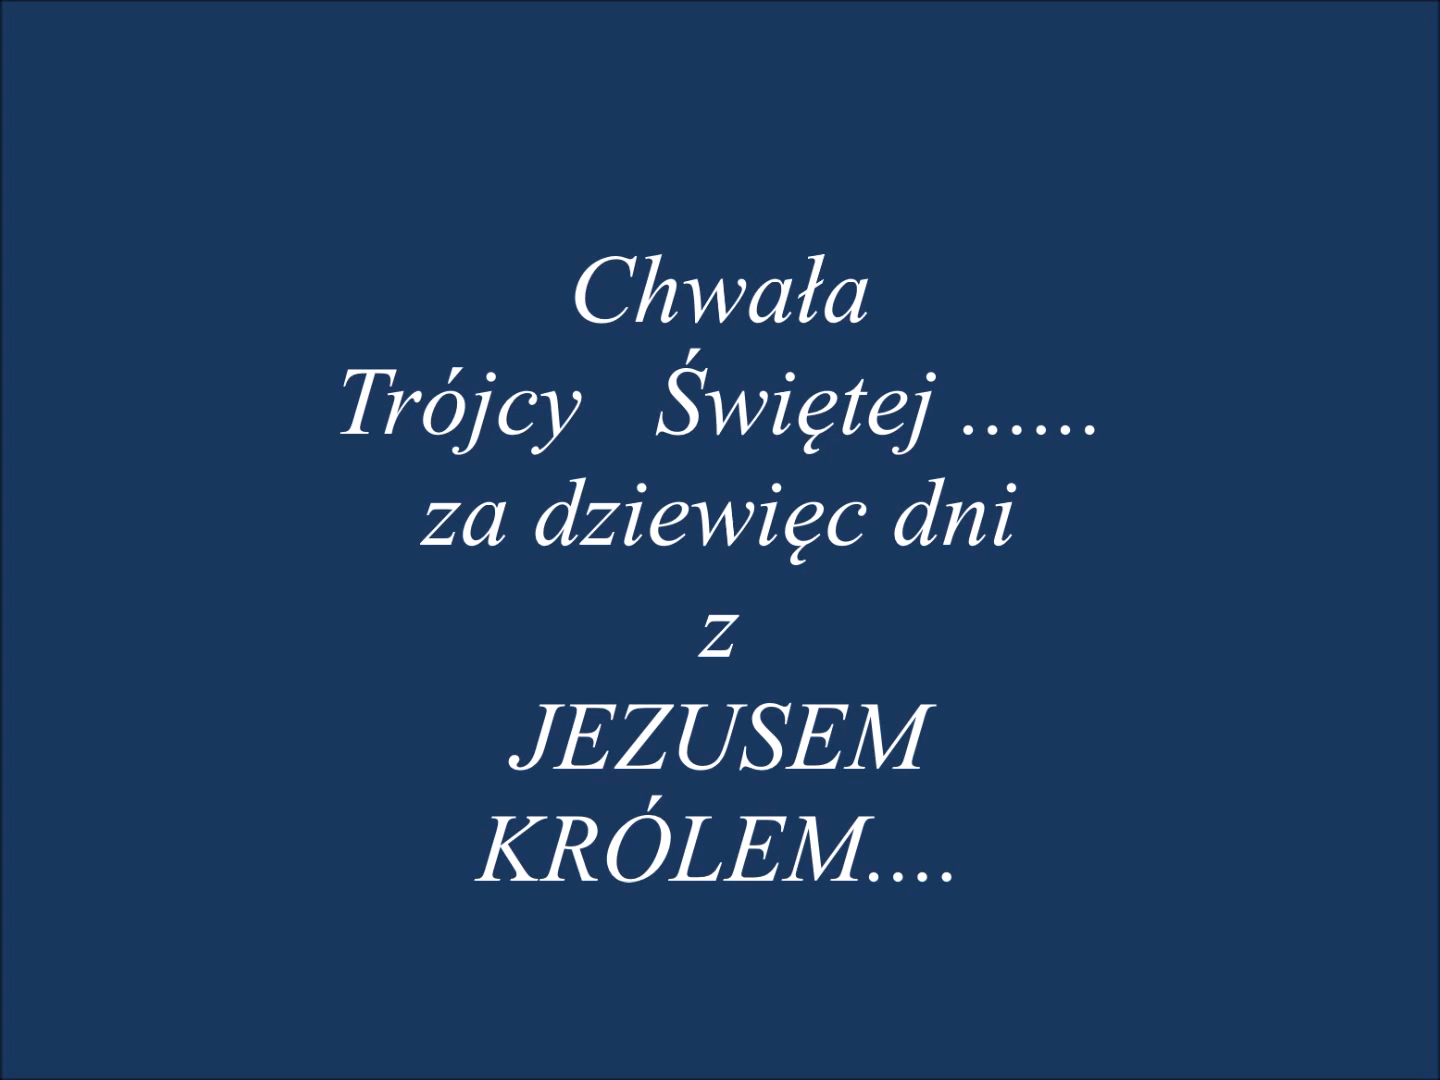 Chwała
Trójcy   Świętej ......
za dziewięc dni
z
JEZUSEM
KRÓLEM....